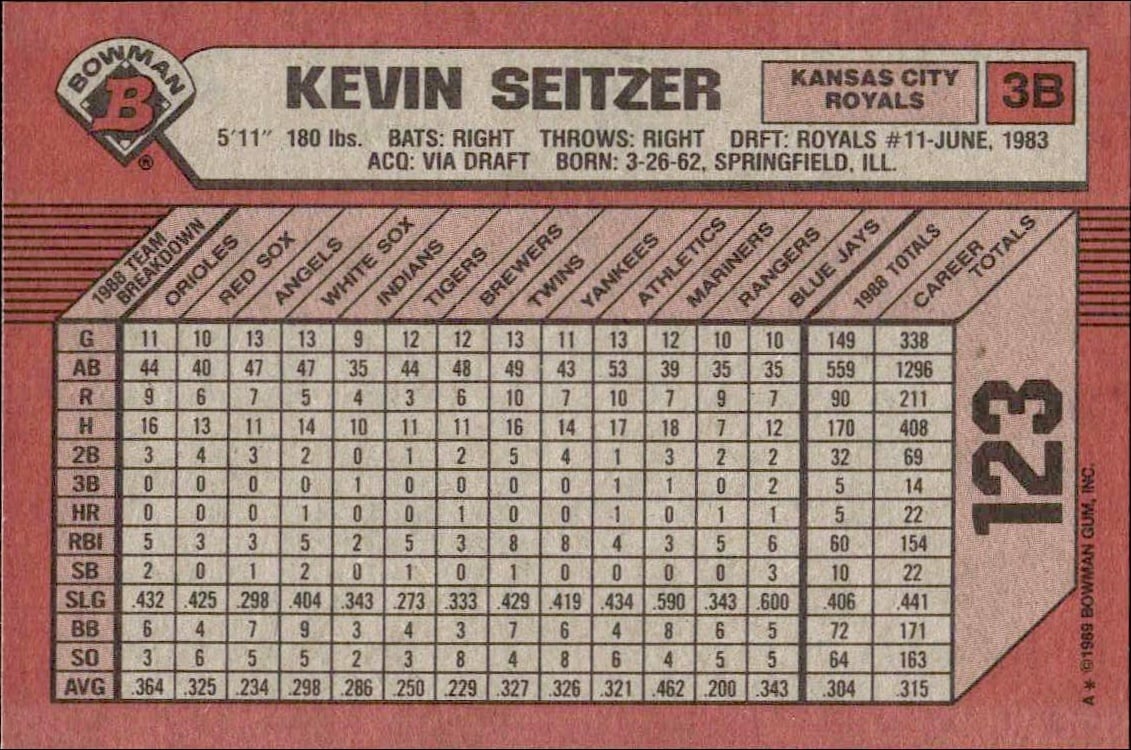 BOWMAN
B
®
KEVIN SEITZER
KANSAS CITY
ROYALS
3B
5'11" 180 lbs. BATS: RIGHT THROWS: RIGHT DRFT: ROYALS #11-JUNE, 1983
ACQ: VIA DRAFT BORN: 3-26-62, SPRINGFIELD, ILL.
1988 TEAM BREAKDOWN ORIOLES RED SOX ANGELS WHITE SOX INDIANS TIGERS BREWERS TWINS YANKEES ATHLETICS MARINERS RANGERS BLUE JAYS 1988 TOTALS CAREER TOTALS
G 11 10 13 13 9 12 12 13 11 13 12 10 10 149 338
AB 44 40 47 47 35 44 48 49 43 53 39 35 35 559 1296
R 9 6 7 5 4 3 6 10 7 10 7 9 7 90 211
H 16 13 11 14 10 11 11 16 14 17 18 7 12 170 408
2B 3 4 3 2 0 1 2 5 4 1 3 2 2 32 69
3B 0 0 0 0 1 0 0 0 0 1 1 0 2 5 14
HR 0 0 0 1 0 0 1 0 0 1 0 1 1 5 22
RBI 5 3 3 5 2 5 3 8 8 4 3 5 6 60 154
SB 2 0 1 2 0 1 0 1 0 0 0 0 3 10 22
SLG .432 .425 .298 .404 .343 .273 .333 .429 .419 .434 .590 .343 .600 .406 .441
BB 6 4 7 9 3 4 3 7 6 4 8 6 5 72 171
SO 3 6 5 5 2 3 8 4 8 6 4 5 5 64 163
AVG .364 .325 .234 .298 .286 .250 .229 .327 .326 .321 .462 .200 .343 .304 .315
123
A * ©1989 BOWMAN GUM, INC.